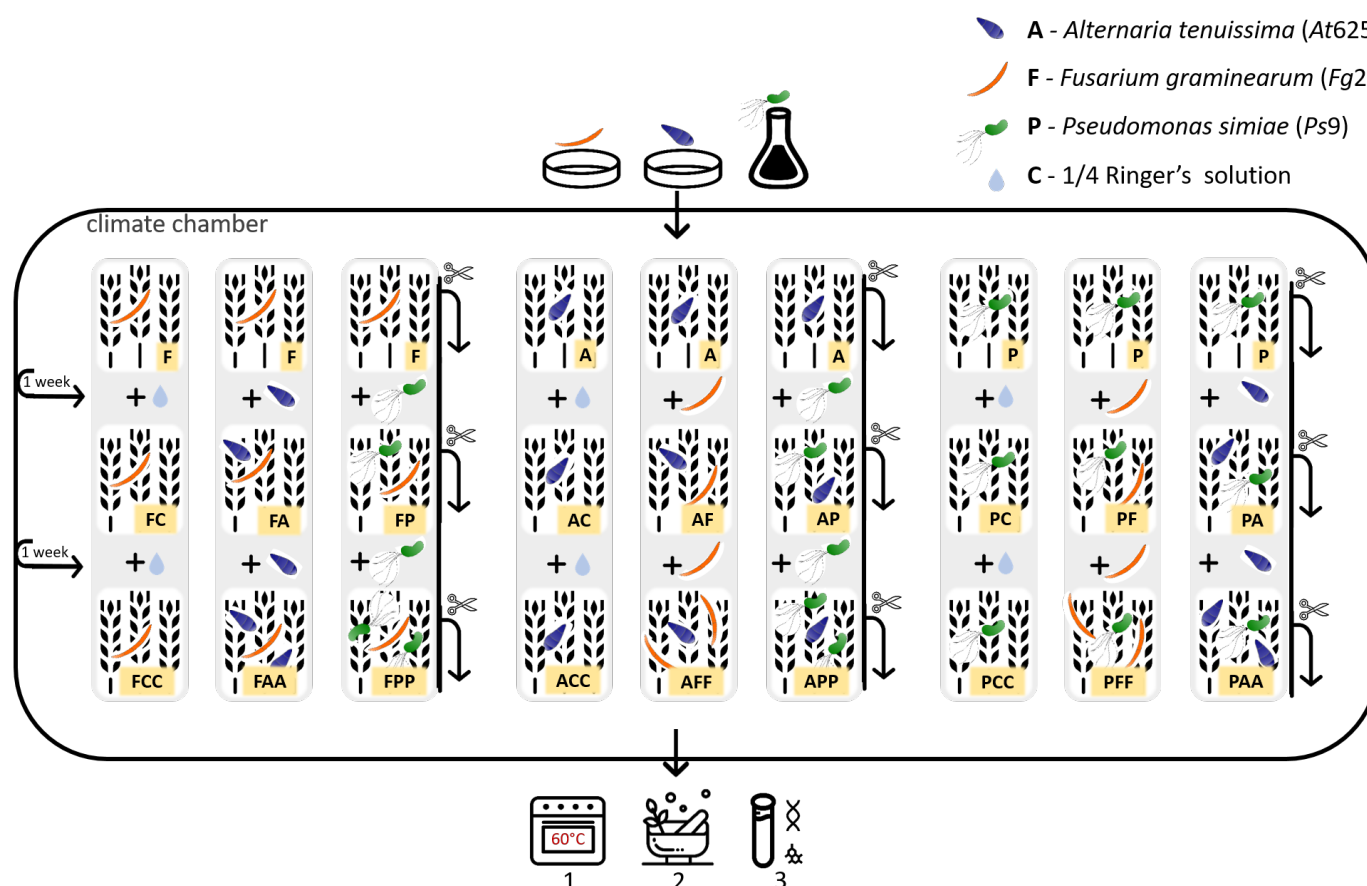 A - Alternaria tenuissima (At625
F - Fusarium graminearum (Fg2
P - Pseudomonas simiae (Ps9)
C - 1/4 Ringer's solution
climate chamber
F F F A A A P P P
1 week
+ + + + + + + + +
FC FA FP AC AF AP PC PF PA
1 week
+ + + + + + + + +
FCC FAA FPP ACC AFF APP PCC PFF PAA
60°C
1 2 3